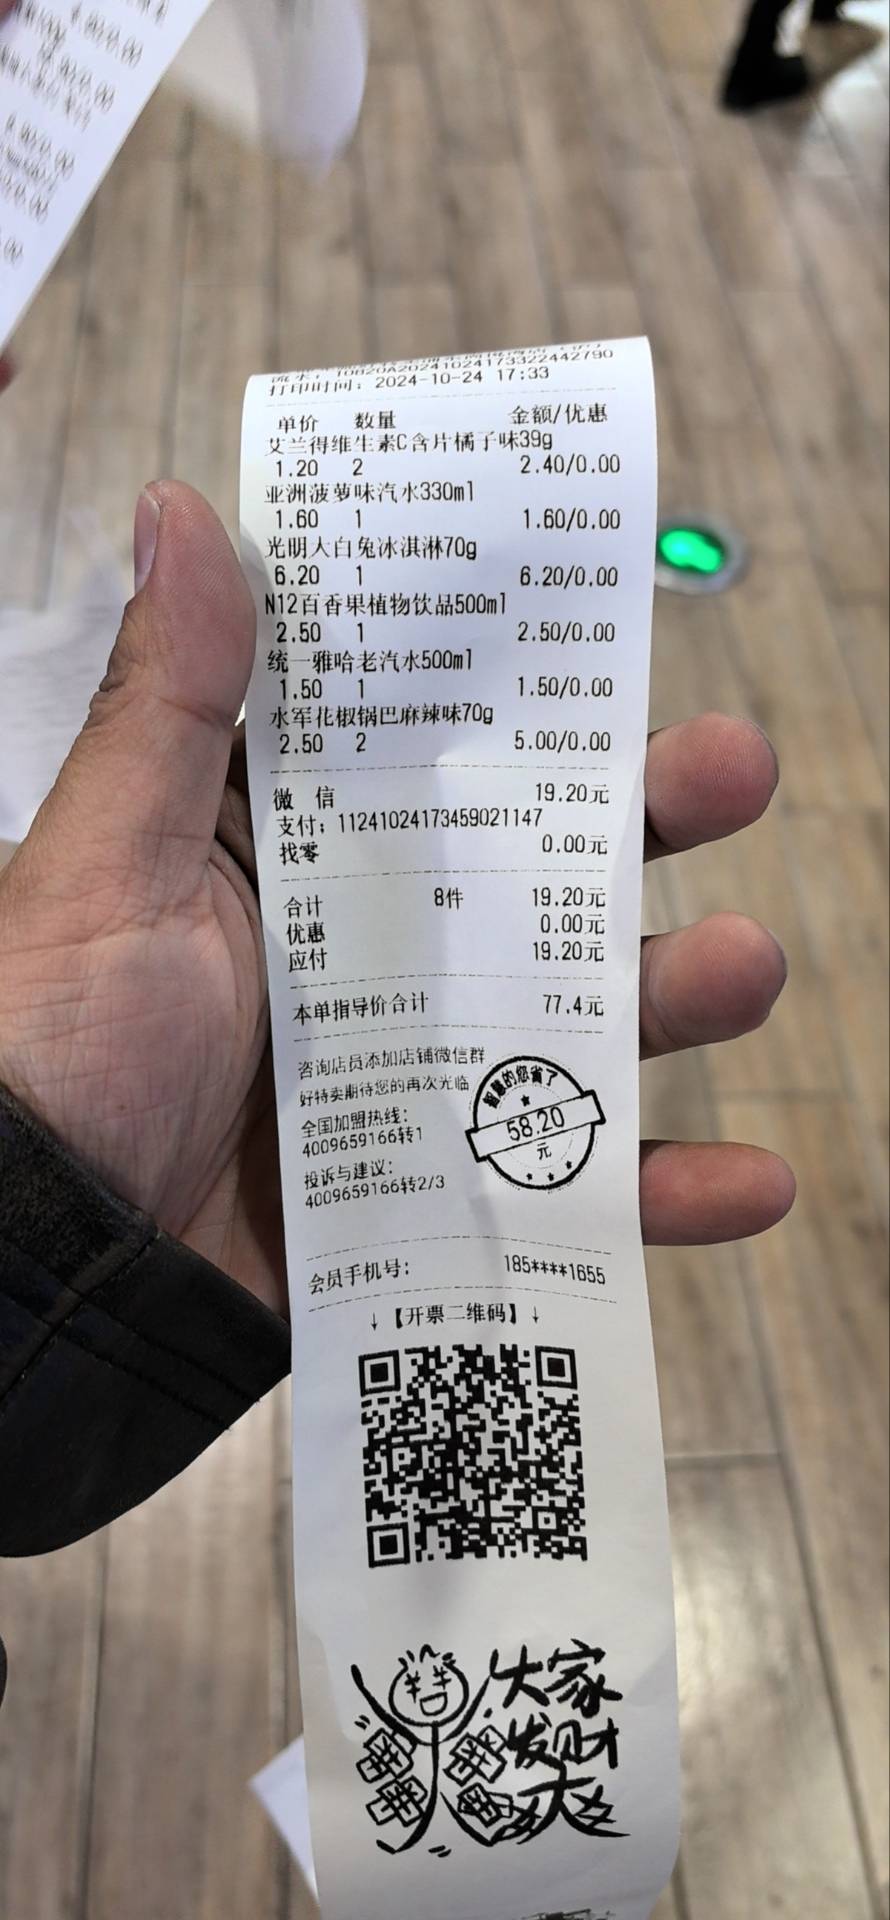 流水：10820A20241024173322442790
打印时间：2024-10-24 17:33
单价 数量 金额/优惠
艾兰得维生素C含片橘子味39g
1.20 2 2.40/0.00
亚洲菠萝味汽水330ml
1.60 1 1.60/0.00
光明大白兔冰淇淋70g
6.20 1 6.20/0.00
N12百香果植物饮品500ml
2.50 1 2.50/0.00
统一雅哈老汽水500ml
1.50 1 1.50/0.00
水军花椒锅巴麻辣味70g
2.50 2 5.00/0.00
微 信 19.20元
支付：11241024173459021147
找零 0.00元
合计 8件 19.20元
优惠 0.00元
应付 19.20元
本单指导价合计 77.4元
咨询店员添加店铺微信群
好特卖期待您的再次光临
全国加盟热线：
4009659166转1
投诉与建议：
4009659166转2/3
智慧的您省了
58.20
元
会员手机号： 185****1655
↓【开票二维码】↓
大家
发财